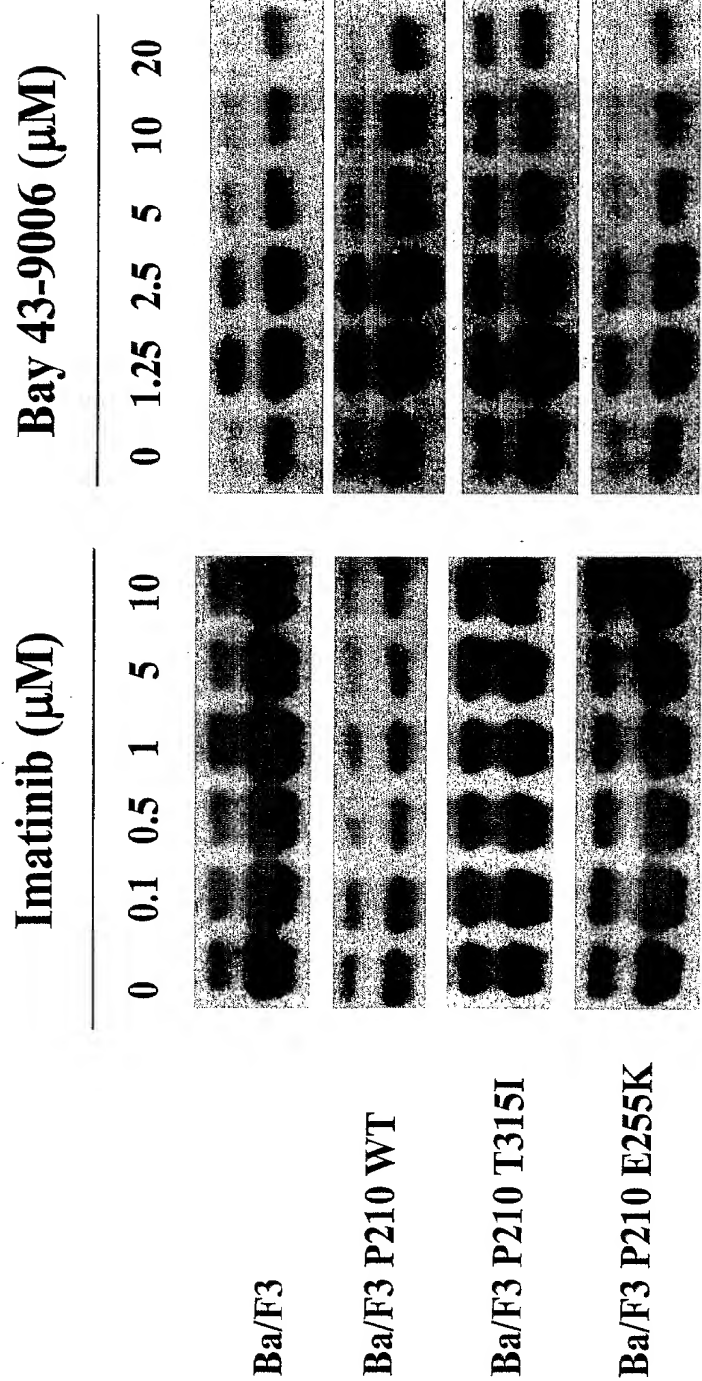 Imatinib (μM)
0 0.1 0.5 1 5 10
Bay 43-9006 (μM)
0 1.25 2.5 5 10 20
Ba/F3
Ba/F3 P210 WT
Ba/F3 P210 T315I
Ba/F3 P210 E255K